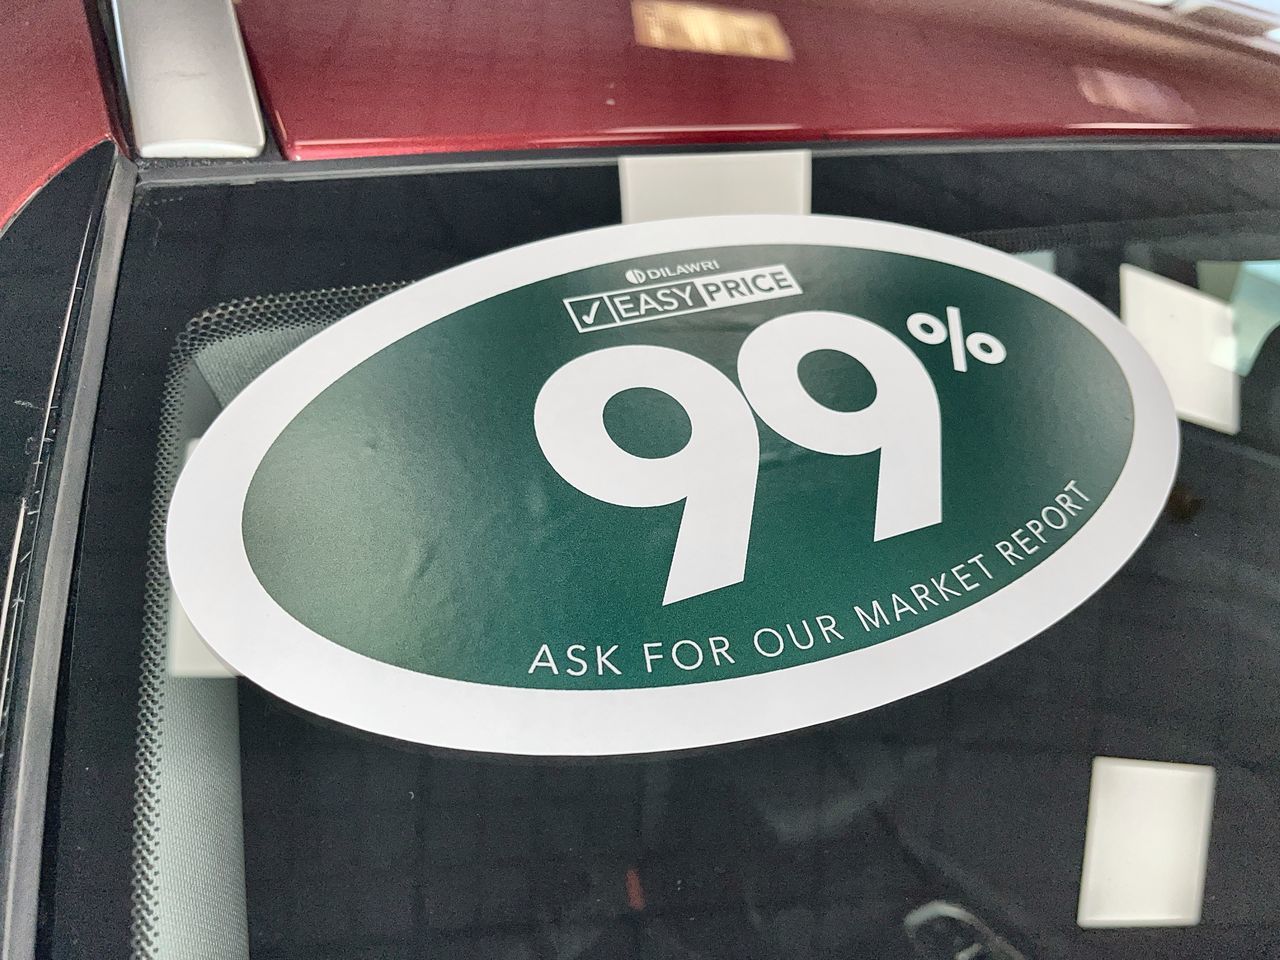 DILAWRI
EASY PRICE
99%
ASK FOR OUR MARKET REPORT